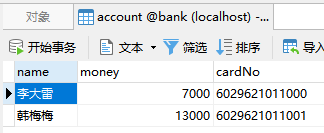 对象 account @bank (localhost) -...
开始事务 文本 筛选 排序 导入
name money cardNo
李大雷 7000 6029621011000
韩梅梅 13000 6029621011001